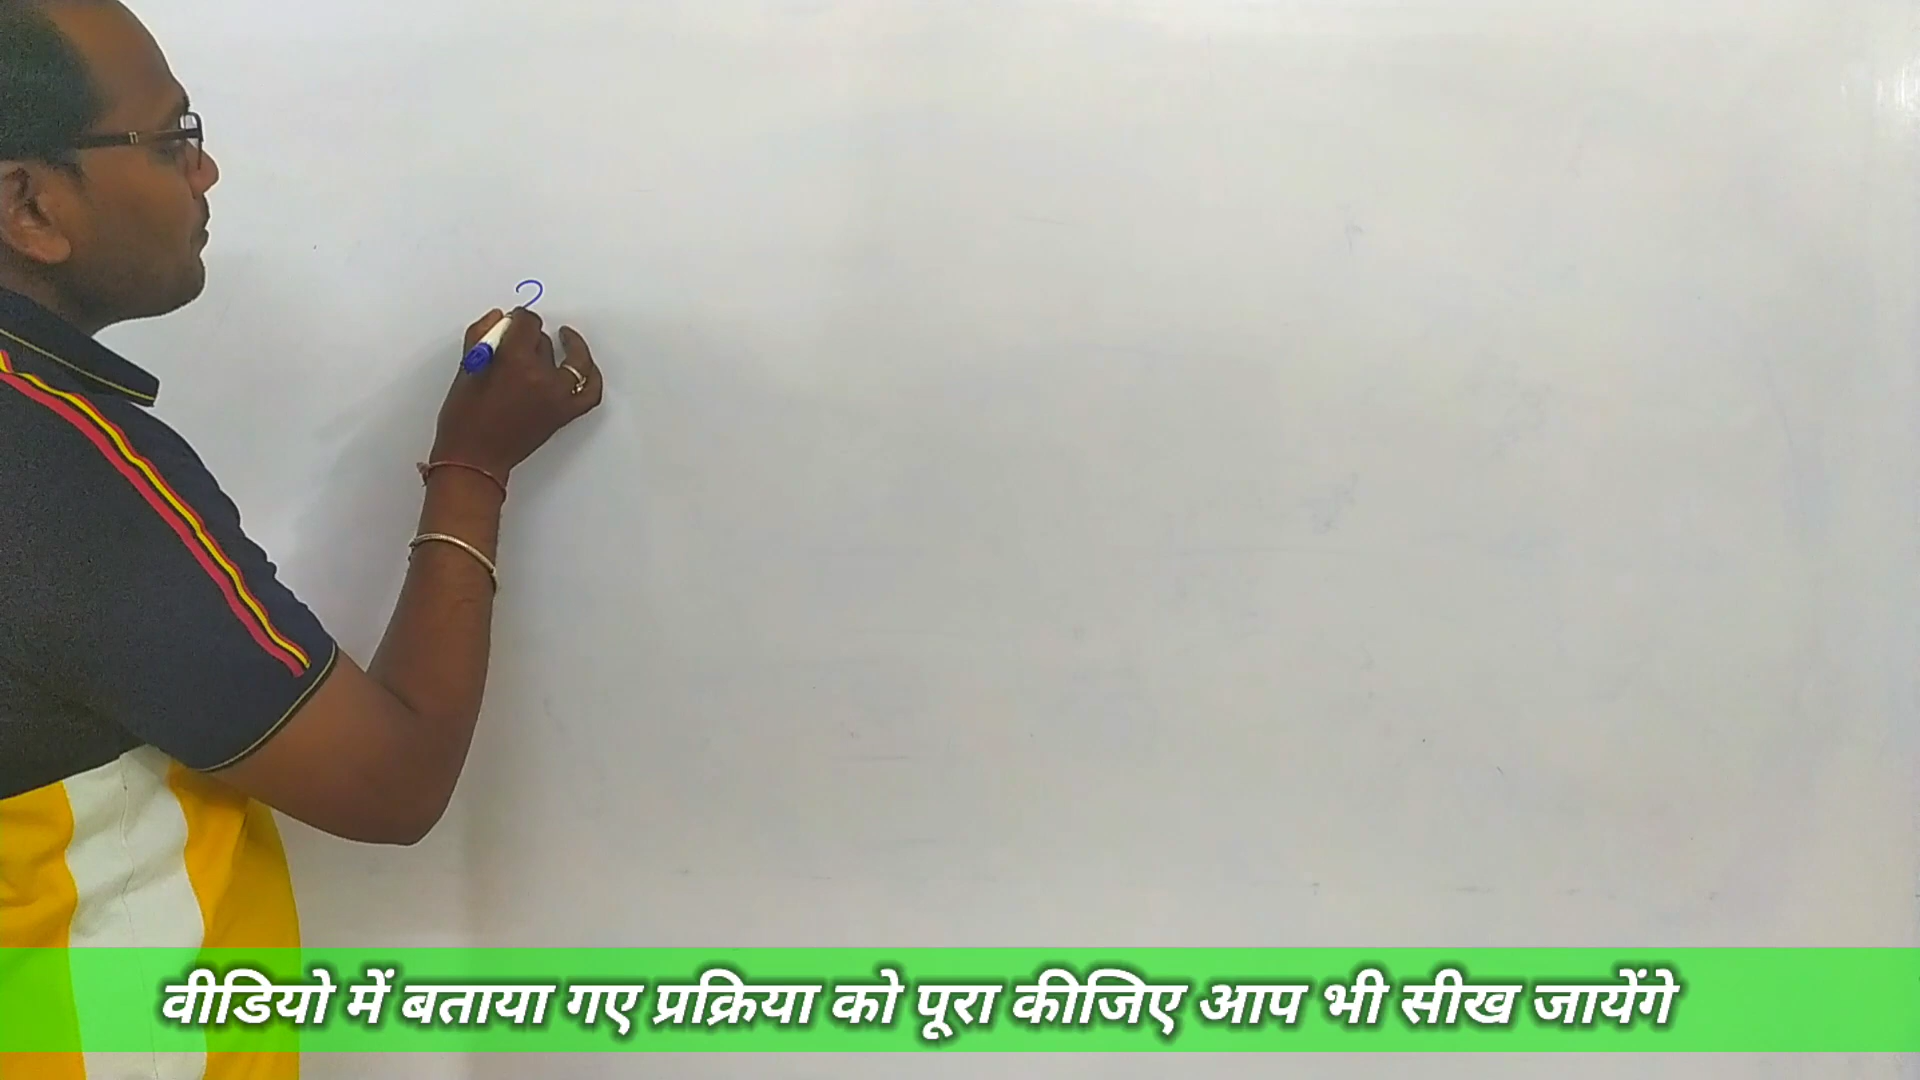 वीडियो में बताया गए प्रक्रिया को पूरा कीजिए आप भी सीख जायेंगे